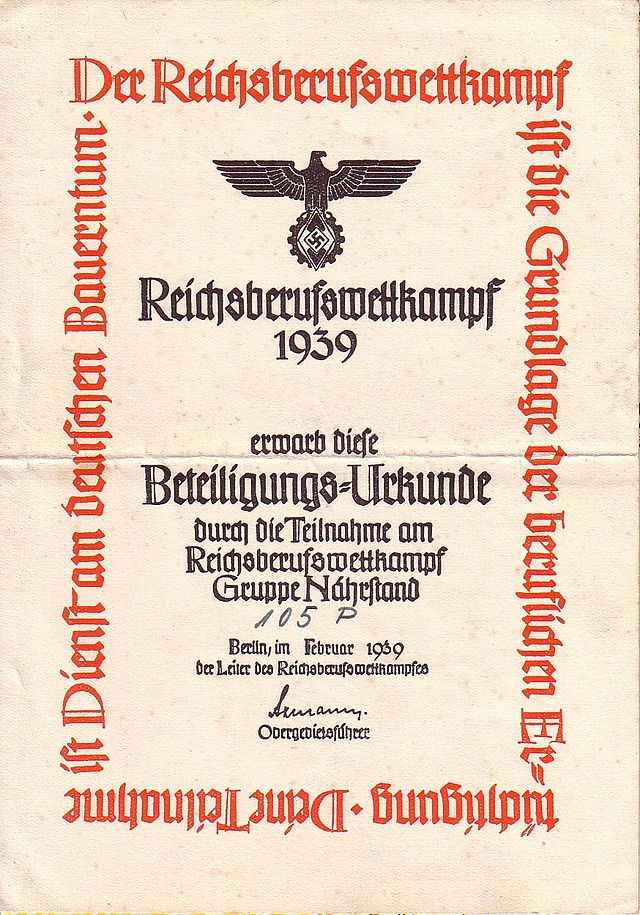 Der Reichsberufswettkampf
ist die Grundlage der beruflichen Er=
tüchtigung · Deine Teilnahme
ist Dienst am deutschen Bauerntum·
Reichsberufswettkampf
1939
erwarb diese
Beteiligungs=Urkunde
durch die Teilnahme am
Reichsberufswettkampf
Gruppe Nährstand
105 P
Berlin, im Februar 1939
der Leiter des Reichsberufswettkampfes
Axmann.
Obergebietsführer